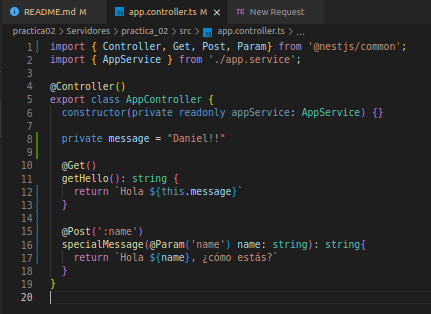 README.md M app.controller.ts M × New Request
practica02 > Servidores > practica_02 > src > app.controller.ts > ...
1 import { Controller, Get, Post, Param} from '@nestjs/common';
2 import { AppService } from './app.service';
3
4 @Controller()
5 export class AppController {
6 constructor(private readonly appService: AppService) {}
7
8 private message = "Daniel!!"
9
10 @Get()
11 getHello(): string {
12 return `Hola ${this.message}`
13 }
14
15 @Post(':name')
16 specialMessage(@Param('name') name: string): string{
17 return `Hola ${name}, ¿cómo estás?`
18 }
19 }
20